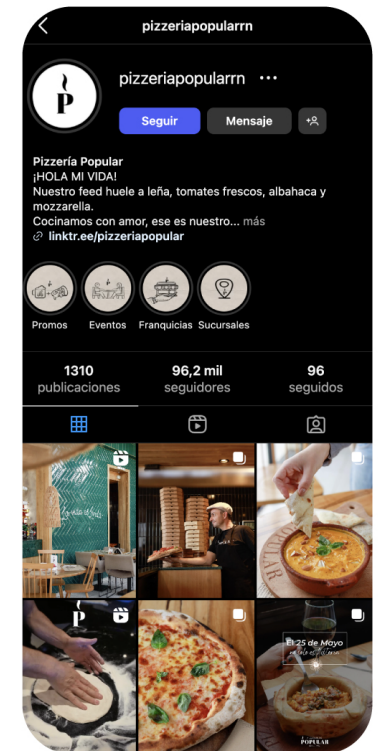 pizzeriapopularrn
pizzeriapopularrn ...
P
Seguir
Mensaje
Pizzería Popular
¡HOLA MI VIDA!
Nuestro feed huele a leña, tomates frescos, albahaca y
mozzarella.
Cocinamos con amor, ese es nuestro... más
linktr.ee/pizzeriapopular
Promos
Eventos
Franquicias
Sucursales
1310
96,2 mil
96
publicaciones
seguidores
seguidos
P
El 25 de Mayo
POPULAR